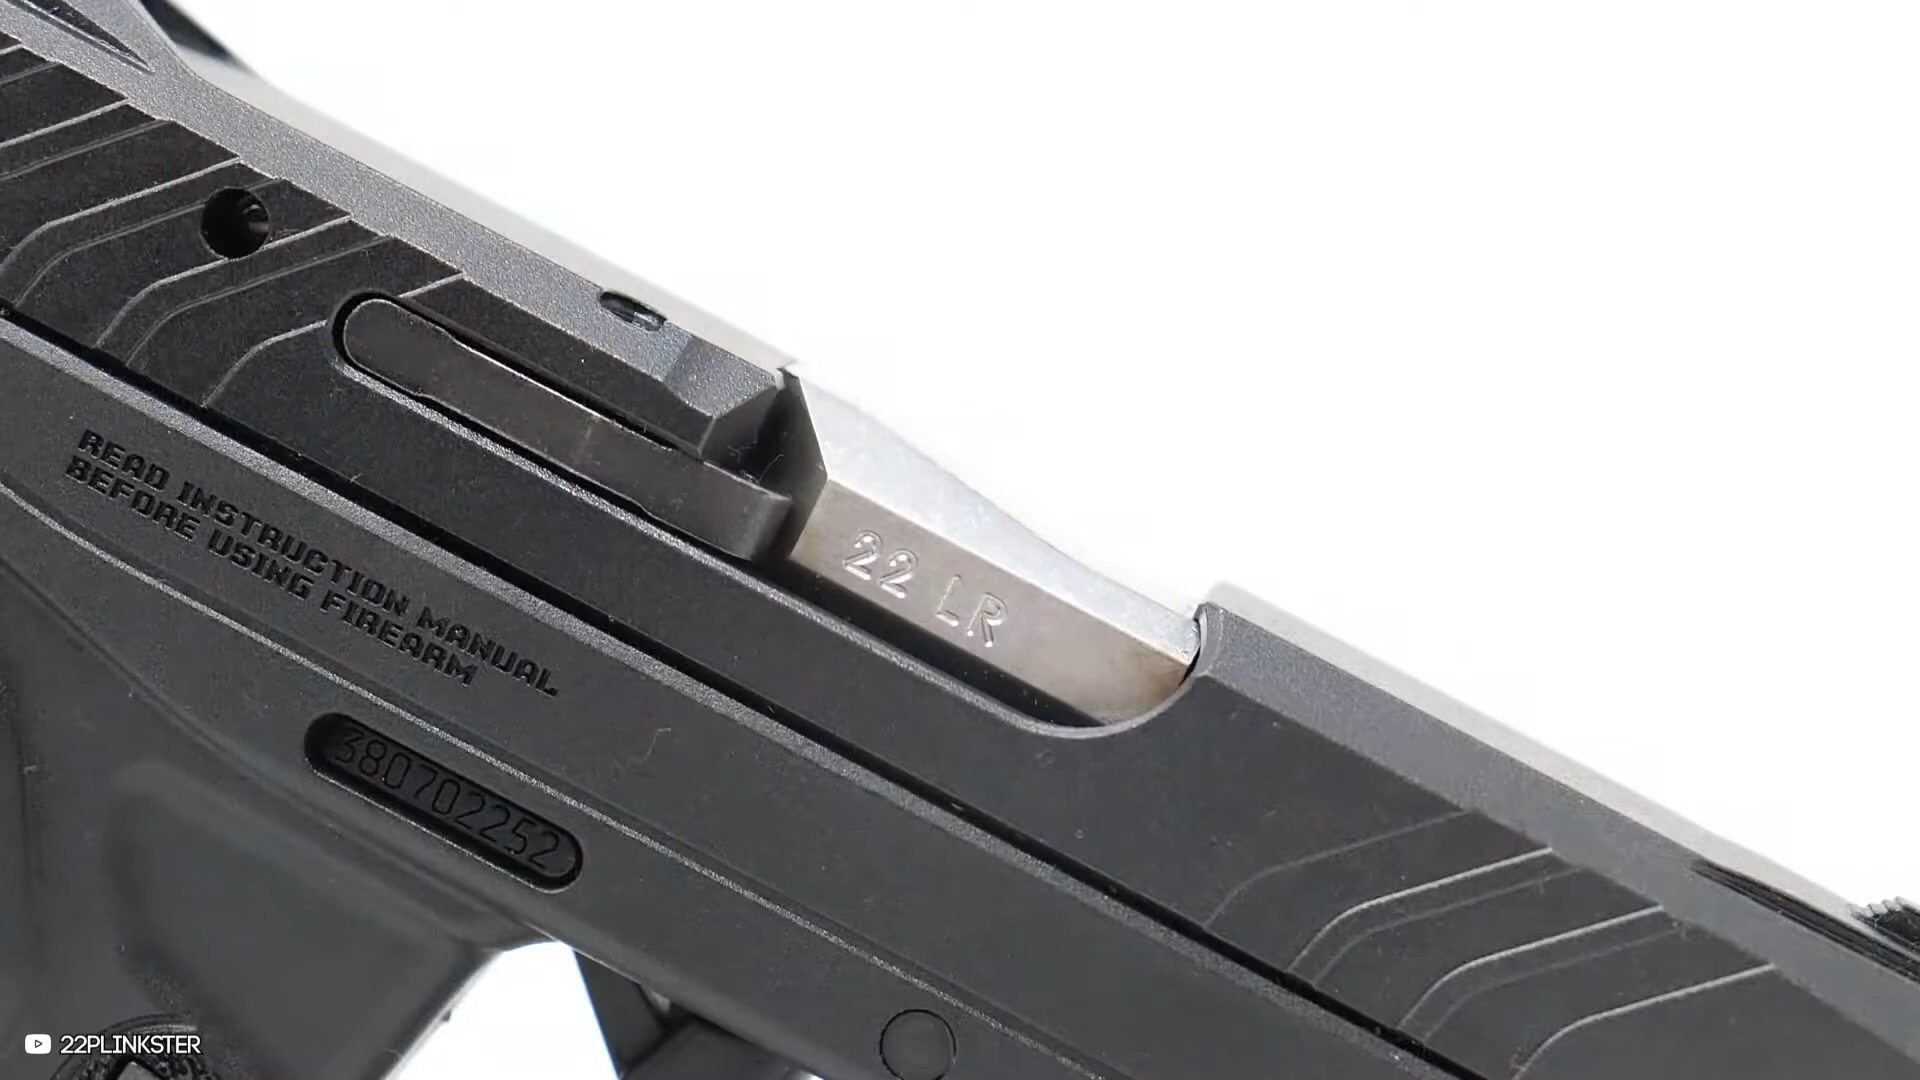 22 LR
READ INSTRUCTION MANUAL
BEFORE USING FIREARM
380702252
22PLINKSTER